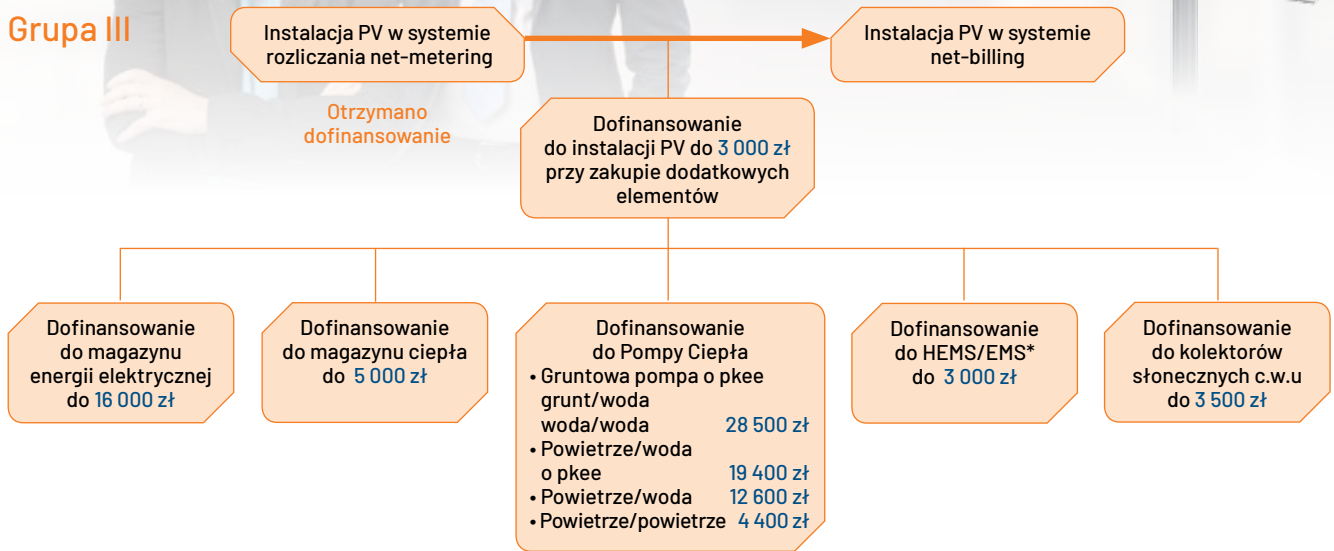 Grupa III
Instalacja PV w systemie
rozliczania net-metering
Instalacja PV w systemie
net-billing
Otrzymano
dofinansowanie
Dofinansowanie
do instalacji PV do 3 000 zł
przy zakupie dodatkowych
elementów
Dofinansowanie
do magazynu
energii elektrycznej
do 16 000 zł
Dofinansowanie
do magazynu ciepła
do 5 000 zł
Dofinansowanie
do Pompy Ciepła
• Gruntowa pompa o pkee
grunt/woda
woda/woda 28 500 zł
• Powietrze/woda
o pkee 19 400 zł
• Powietrze/woda 12 600 zł
• Powietrze/powietrze 4 400 zł
Dofinansowanie
do HEMS/EMS*
do 3 000 zł
Dofinansowanie
do kolektorów
słonecznych c.w.u
do 3 500 zł